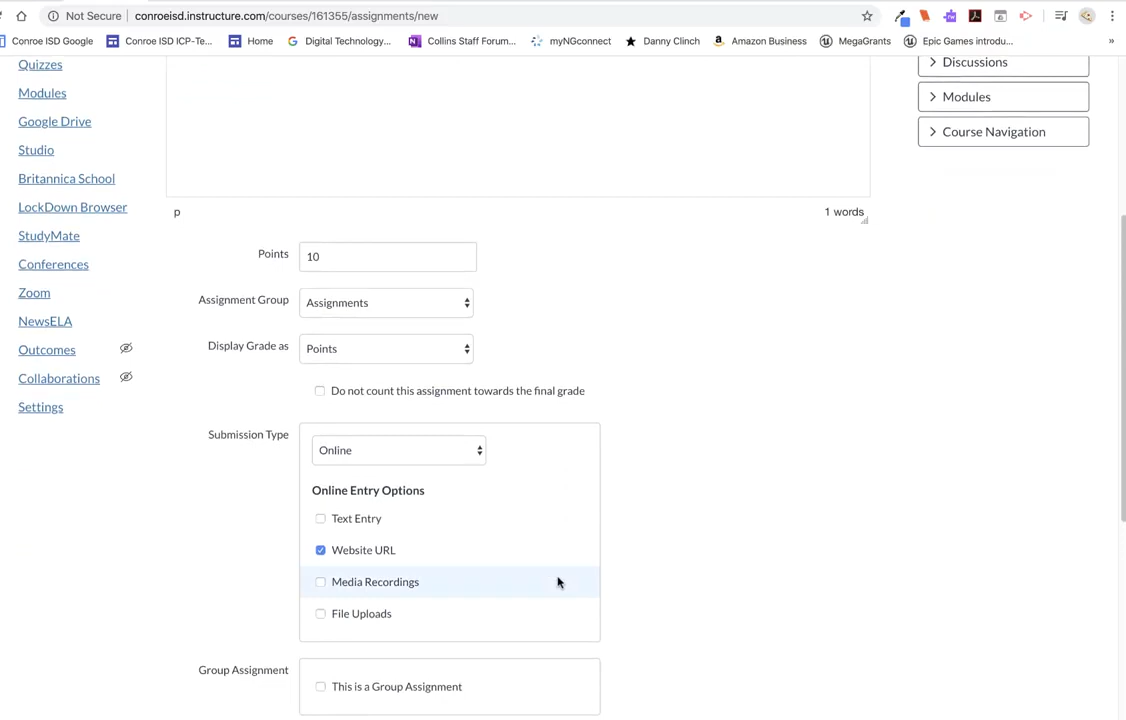 Not Secure | conroeisd.instructure.com/courses/161355/assignments/new
Conroe ISD Google
Conroe ISD ICP-Te...
Home
Digital Technology...
Collins Staff Forum...
myNGconnect
Danny Clinch
Amazon Business
MegaGrants
Epic Games introdu...
»
Quizzes
Modules
Google Drive
Studio
Britannica School
LockDown Browser
StudyMate
Conferences
Zoom
NewsELA
Outcomes
Collaborations
Settings
p
1 words
Points
10
Assignment Group
Assignments
Display Grade as
Points
Do not count this assignment towards the final grade
Submission Type
Online
Online Entry Options
Text Entry
Website URL
Media Recordings
File Uploads
Group Assignment
This is a Group Assignment
Discussions
Modules
Course Navigation